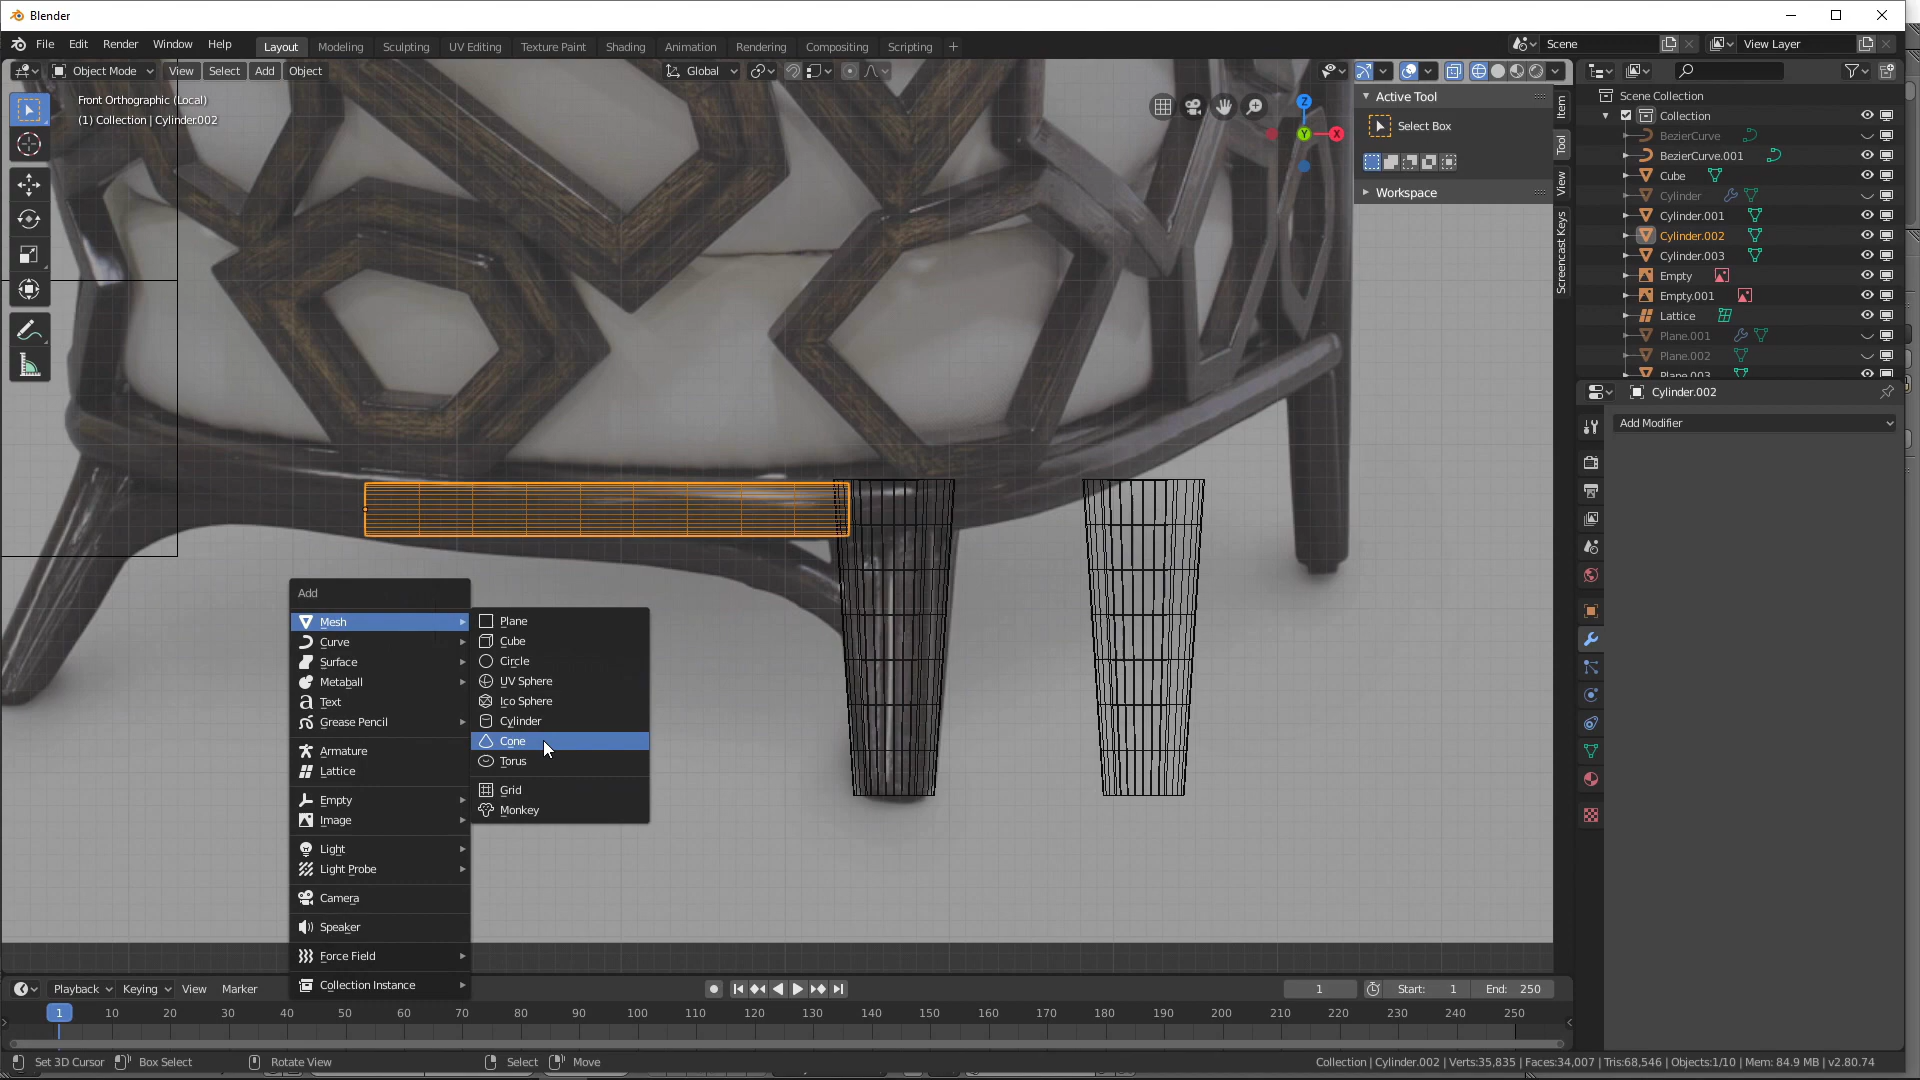 Blender
File Edit Render Window Help
Layout Modeling Sculpting UV Editing Texture Paint Shading Animation Rendering Compositing Scripting +
Scene
View Layer
Object Mode View Select Add Object
Global
Front Orthographic (Local)
(1) Collection | Cylinder.002
Z
Y
X
Active Tool
Select Box
Workspace
Item
Tool
View
Screencast Keys
Scene Collection
Collection
BezierCurve
BezierCurve.001
Cube
Cylinder
Cylinder.001
Cylinder.002
Cylinder.003
Empty
Empty.001
Lattice
Plane.001
Plane.002
Plane.003
Cylinder.002
Add Modifier
Add
Mesh
Curve
Surface
Metaball
Text
Grease Pencil
Armature
Lattice
Empty
Image
Light
Light Probe
Camera
Speaker
Force Field
Collection Instance
Plane
Cube
Circle
UV Sphere
Ico Sphere
Cylinder
Cone
Torus
Grid
Monkey
Playback Keying View Marker
1 Start: 1 End: 250
1 10 20 30 40 50 60 70 80 90 100 110 120 130 140 150 160 170 180 190 200 210 220 230 240 250
Set 3D Cursor Box Select Rotate View Select Move
Collection | Cylinder.002 | Verts:35,835 | Faces:34,007 | Tris:68,546 | Objects:1/10 | Mem: 84.9 MB | v2.80.74